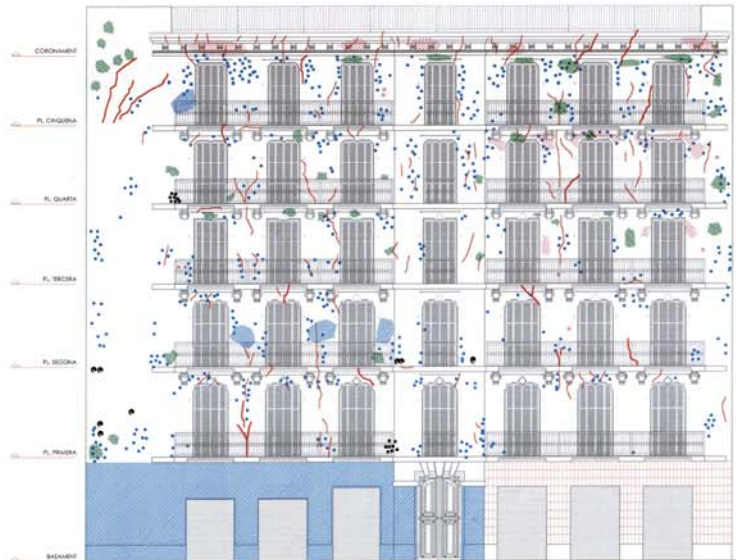 CORONAMENT
PL. CINQUENA
PL. QUARTA
PL. TERCERA
PL. SEGONA
PL. PRIMERA
BASAMENT